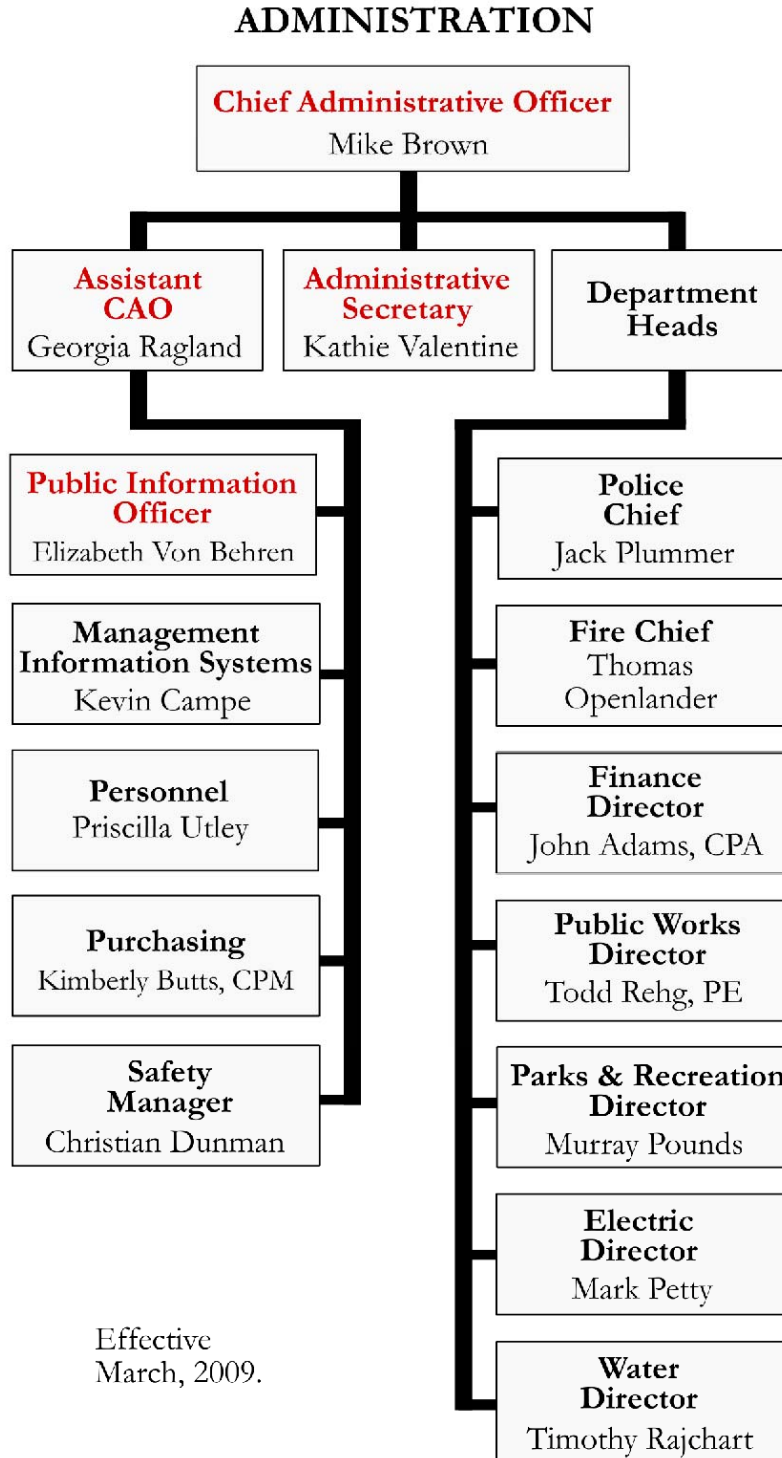 ADMINISTRATION
Chief Administrative Officer
Mike Brown
Assistant
CAO
Georgia Ragland
Administrative
Secretary
Kathie Valentine
Department
Heads
Public Information
Officer
Elizabeth Von Behren
Management
Information Systems
Kevin Campe
Personnel
Priscilla Utley
Purchasing
Kimberly Butts, CPM
Safety
Manager
Christian Dunman
Police
Chief
Jack Plummer
Fire Chief
Thomas
Openlander
Finance
Director
John Adams, CPA
Public Works
Director
Todd Rehg, PE
Parks & Recreation
Director
Murray Pounds
Electric
Director
Mark Petty
Water
Director
Timothy Rajchart
Effective
March, 2009.